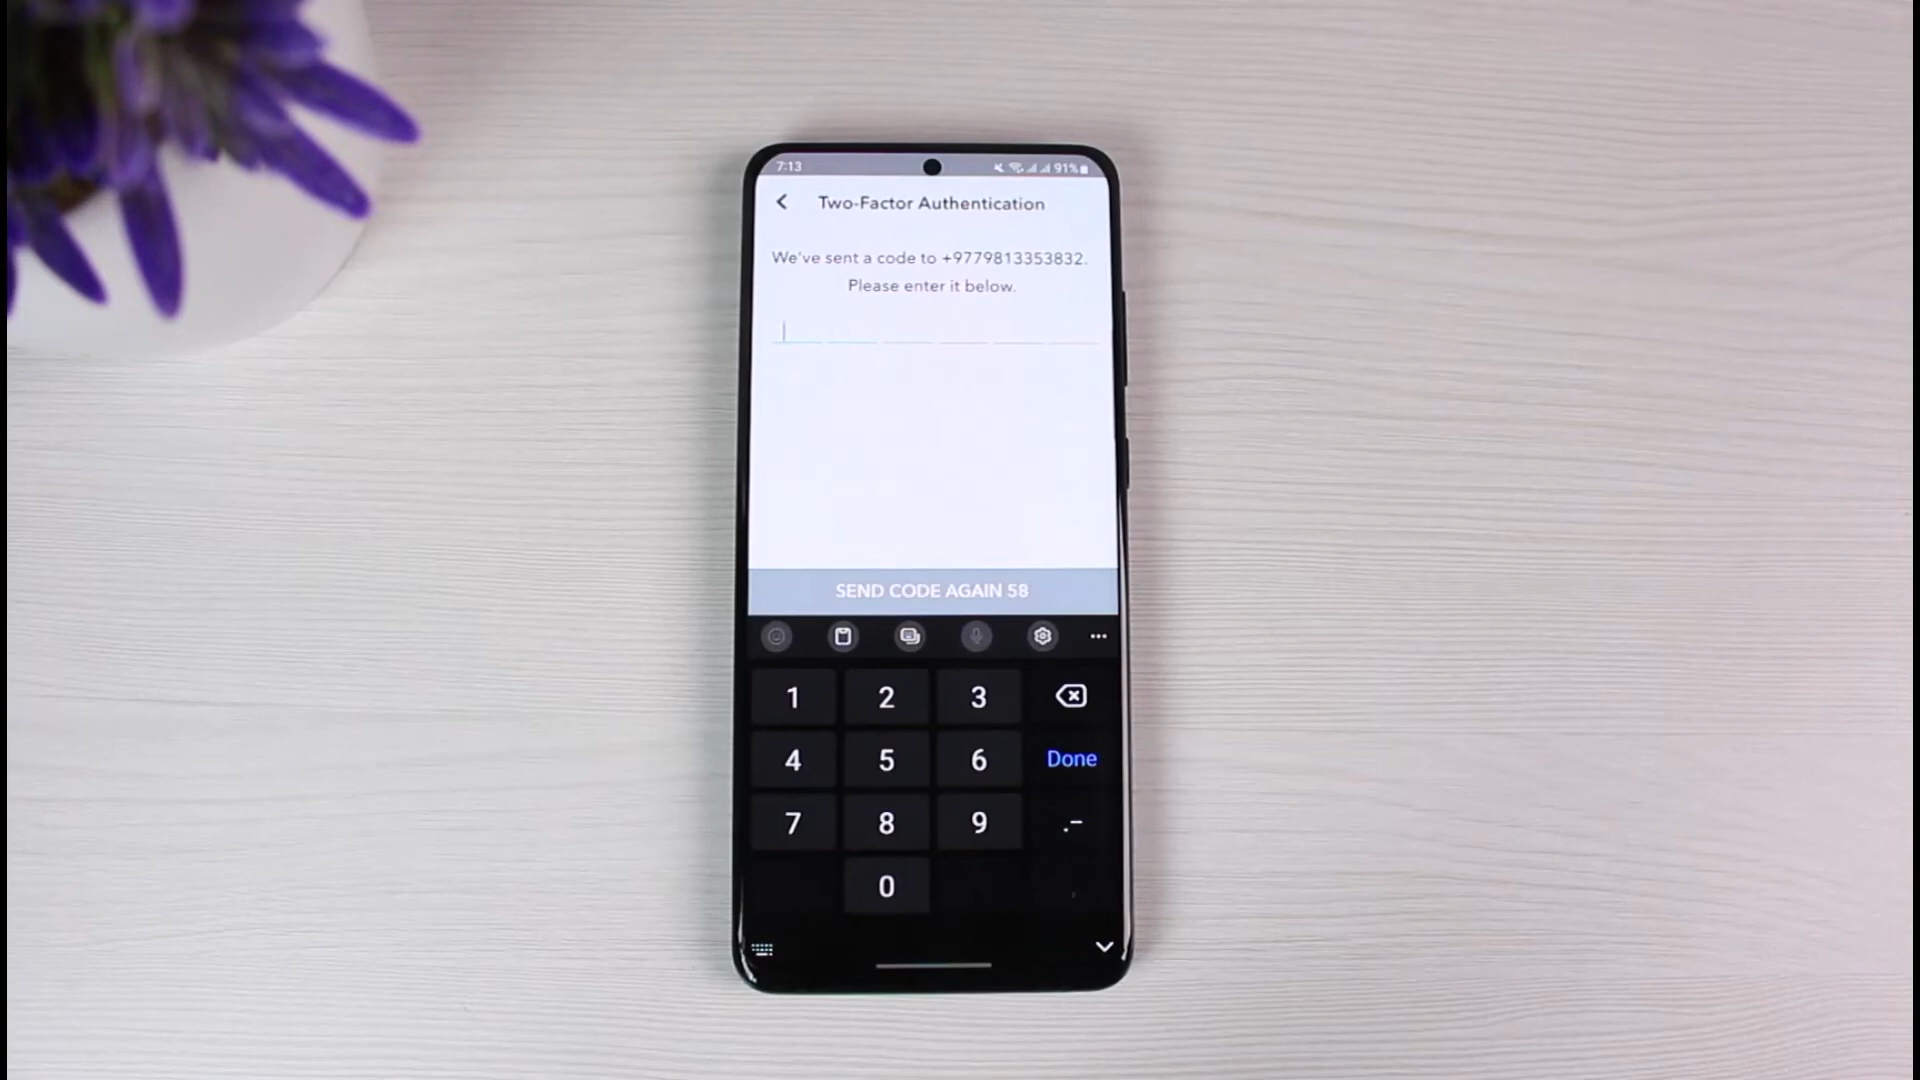 7:13
91%
Two-Factor Authentication
We've sent a code to +9779813353832.
Please enter it below.
SEND CODE AGAIN 58
1 2 3
4 5 6 Done
7 8 9 .-
0
,